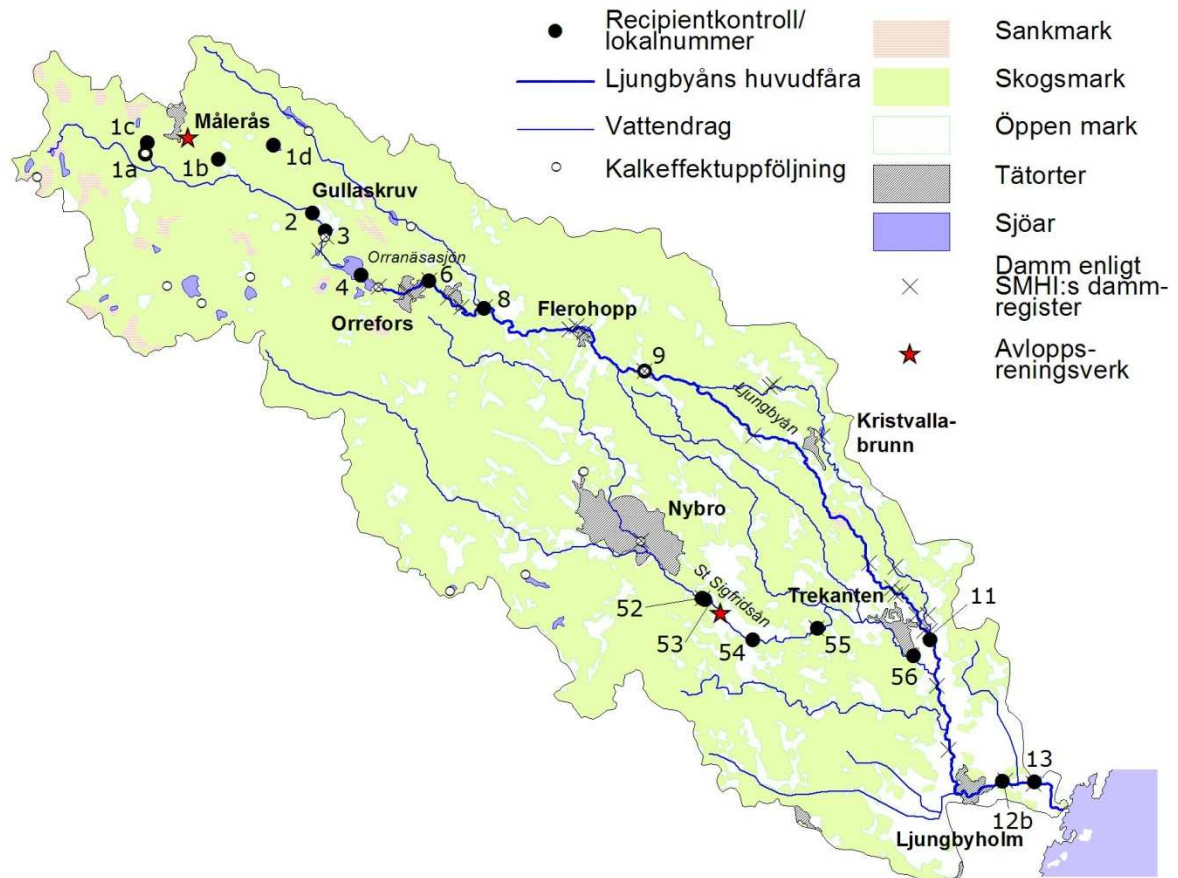 Recipientkontroll/
lokalnummer
Ljungbyåns huvudfåra
Vattendrag
Kalkeffektuppföljning
Sankmark
Skogsmark
Öppen mark
Tätorter
Sjöar
Damm enligt
SMHI:s damm-
register
Avlopps-
reningsverk
Målerås
1c
1a
1b
1d
Gullaskruv
2
3
Orranäsasjön
4
6
8
Orrefors
Flerohopp
9
Ljungbyån
Kristvalla-
brunn
Nybro
St Sigfridsån
Trekanten
52
53
54
55
56
11
13
12b
Ljungbyholm